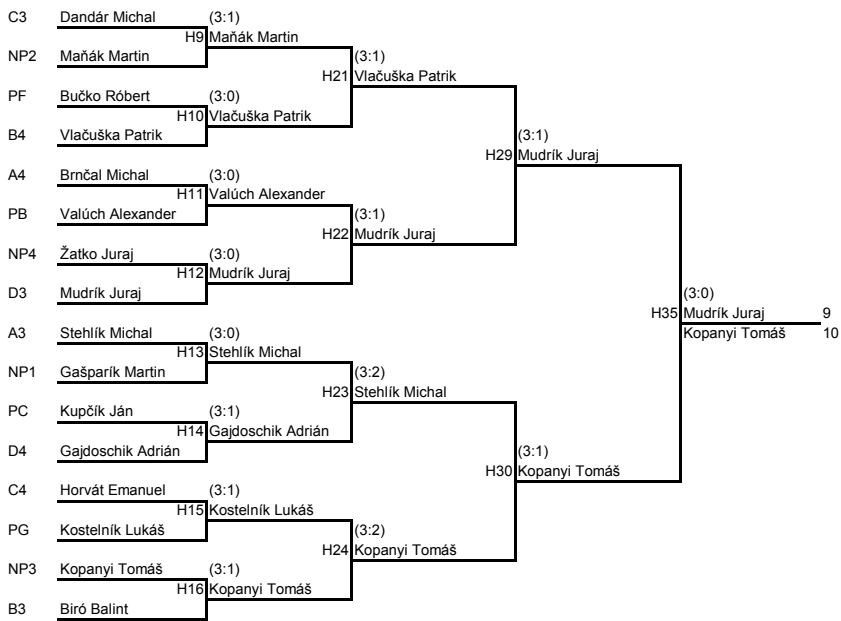 C3 Dandár Michal (3:1)
H9 Maňák Martin
NP2 Maňák Martin (3:1)
H21 Vlačuška Patrik
PF Bučko Róbert (3:0)
H10 Vlačuška Patrik
B4 Vlačuška Patrik (3:1)
H29 Mudrík Juraj
A4 Brnčal Michal (3:0)
H11 Valúch Alexander
PB Valúch Alexander (3:1)
H22 Mudrík Juraj
NP4 Žatko Juraj (3:0)
H12 Mudrík Juraj
D3 Mudrík Juraj (3:0)
H35 Mudrík Juraj 9
A3 Stehlík Michal (3:0) Kopanyi Tomáš 10
H13 Stehlík Michal
NP1 Gašparík Martin (3:2)
H23 Stehlík Michal
PC Kupčík Ján (3:1)
H14 Gajdoschik Adrián
D4 Gajdoschik Adrián (3:1)
H30 Kopanyi Tomáš
C4 Horvát Emanuel (3:1)
H15 Kostelník Lukáš
PG Kostelník Lukáš (3:2)
H24 Kopanyi Tomáš
NP3 Kopanyi Tomáš (3:1)
H16 Kopanyi Tomáš
B3 Biró Balint